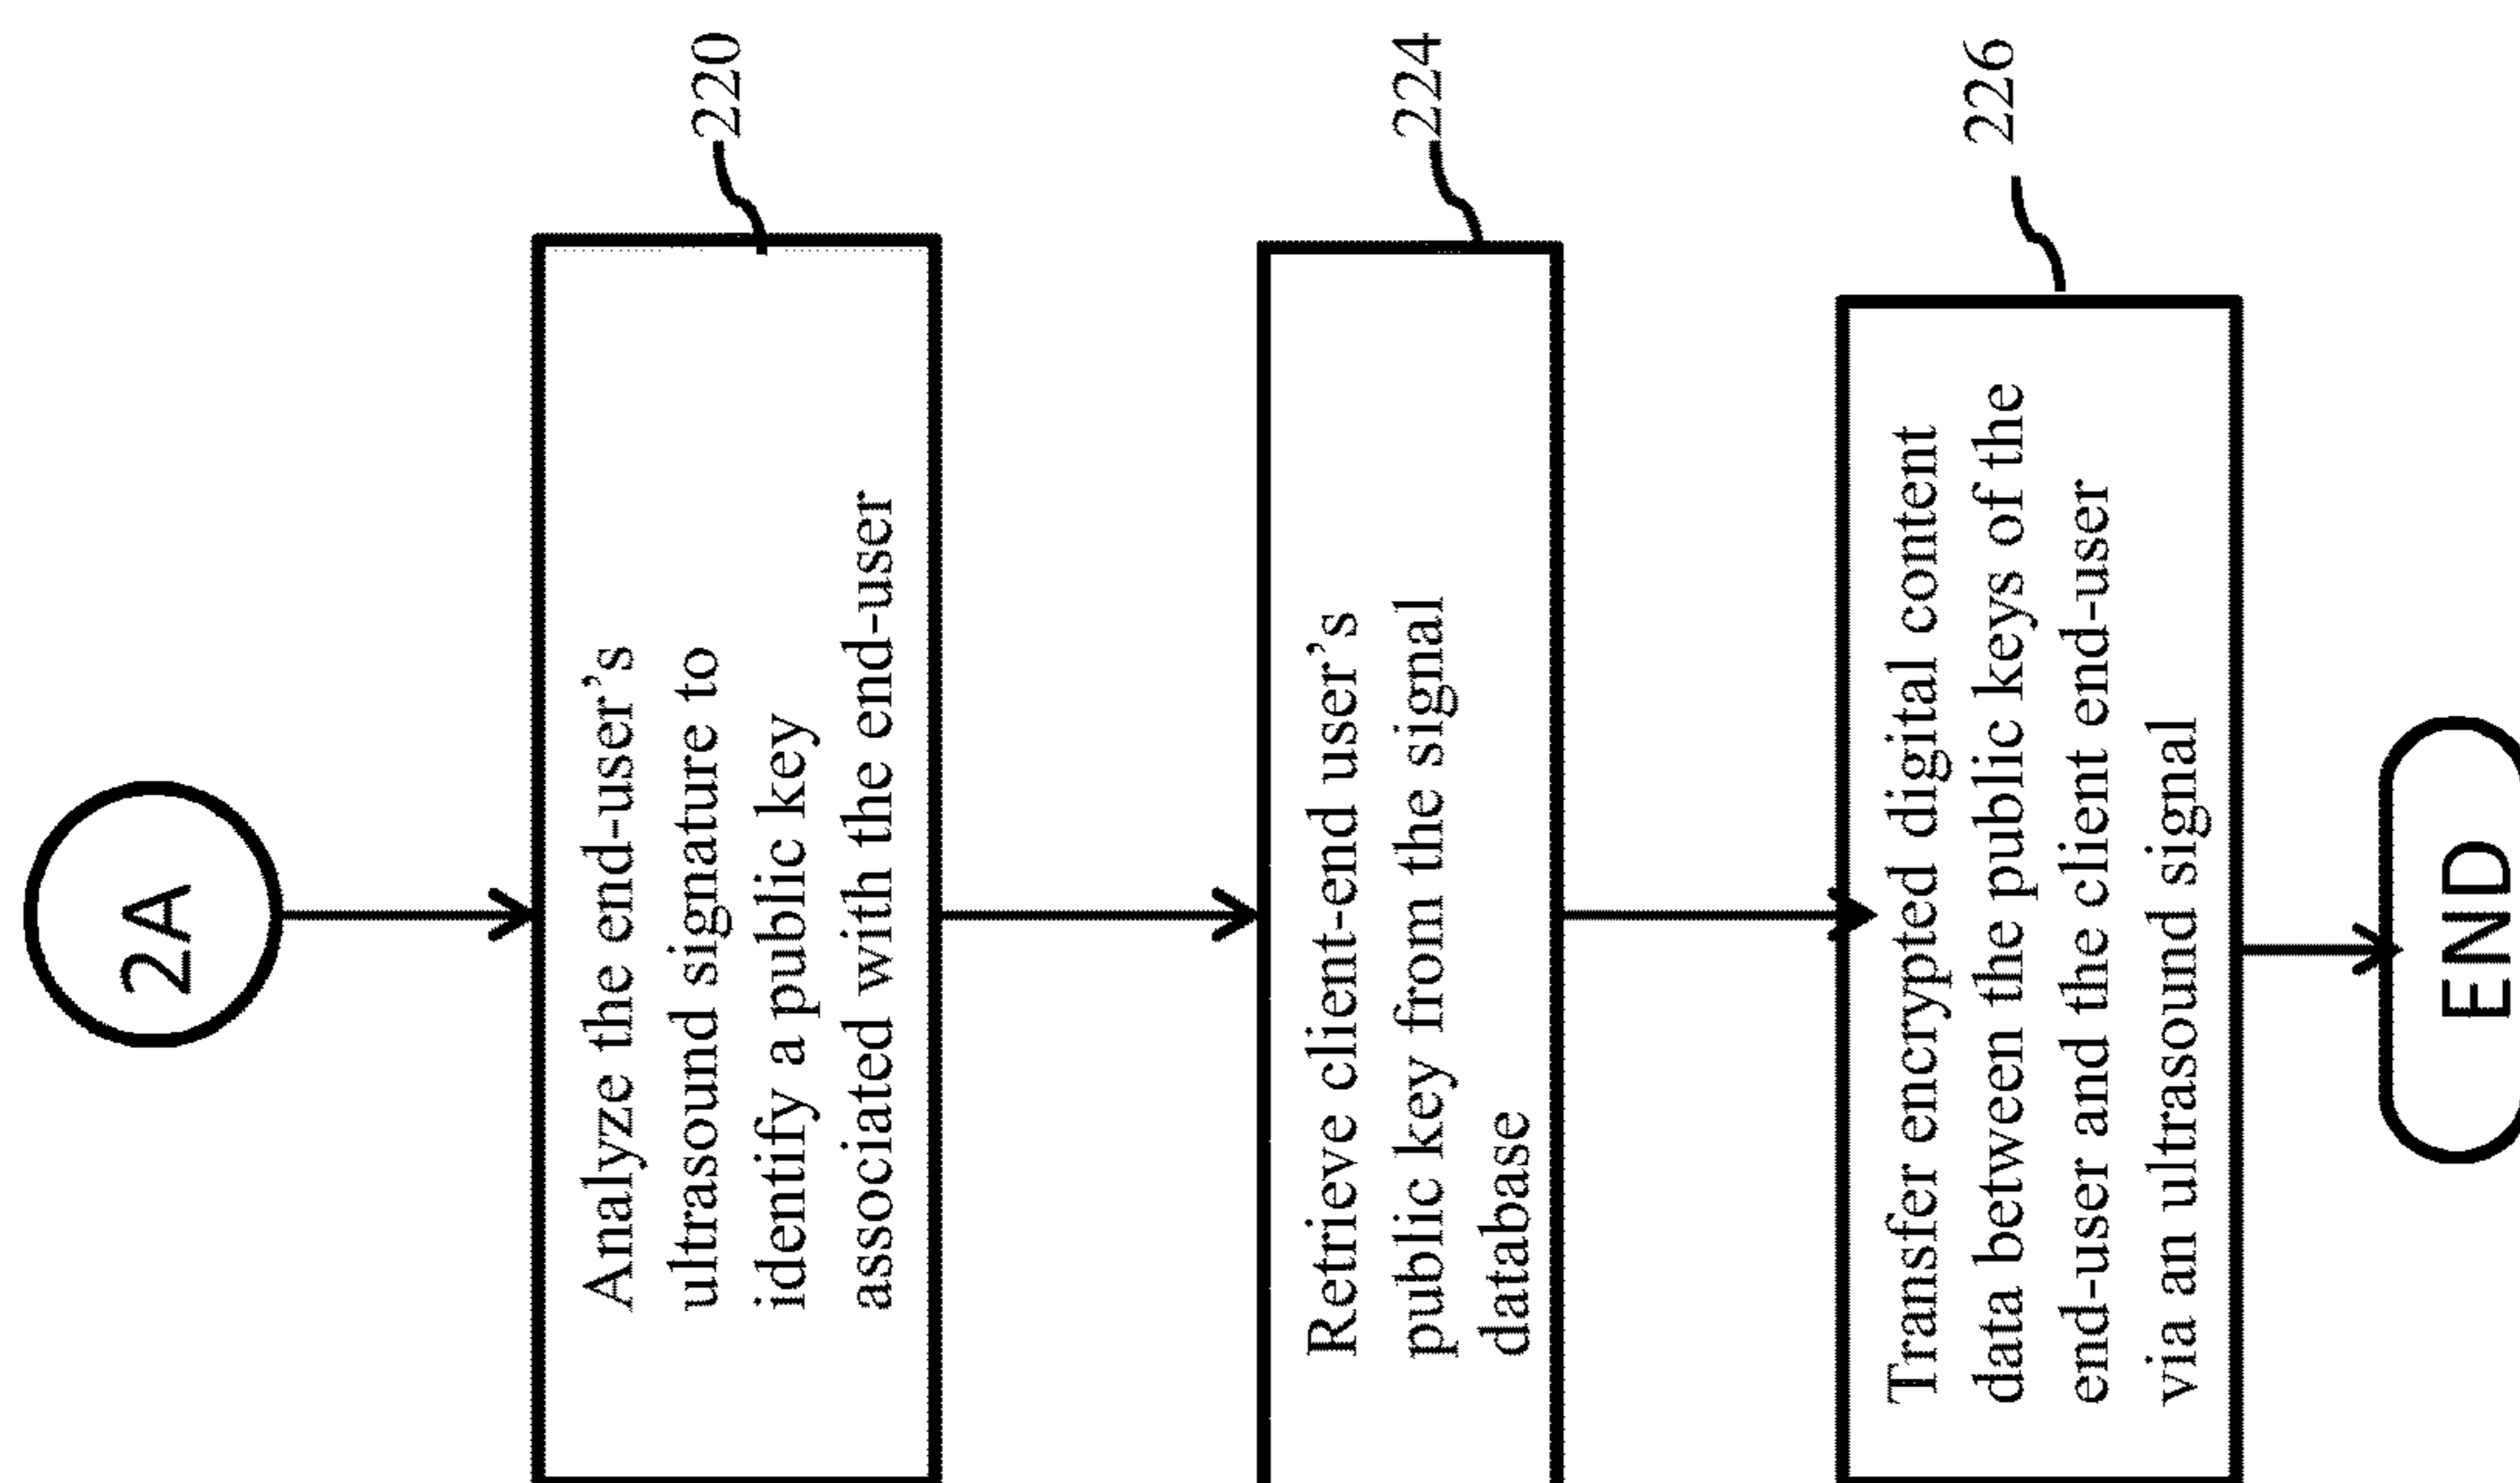 2A
220
Analyze the end-user's
ultrasound signature to
identify a public key
associated with the end-user
224
Retrieve client-end user's
public key from the signal
database
226
Transfer encrypted digital content
data between the public keys of the
end-user and the client end-user
via an ultrasound signal
END